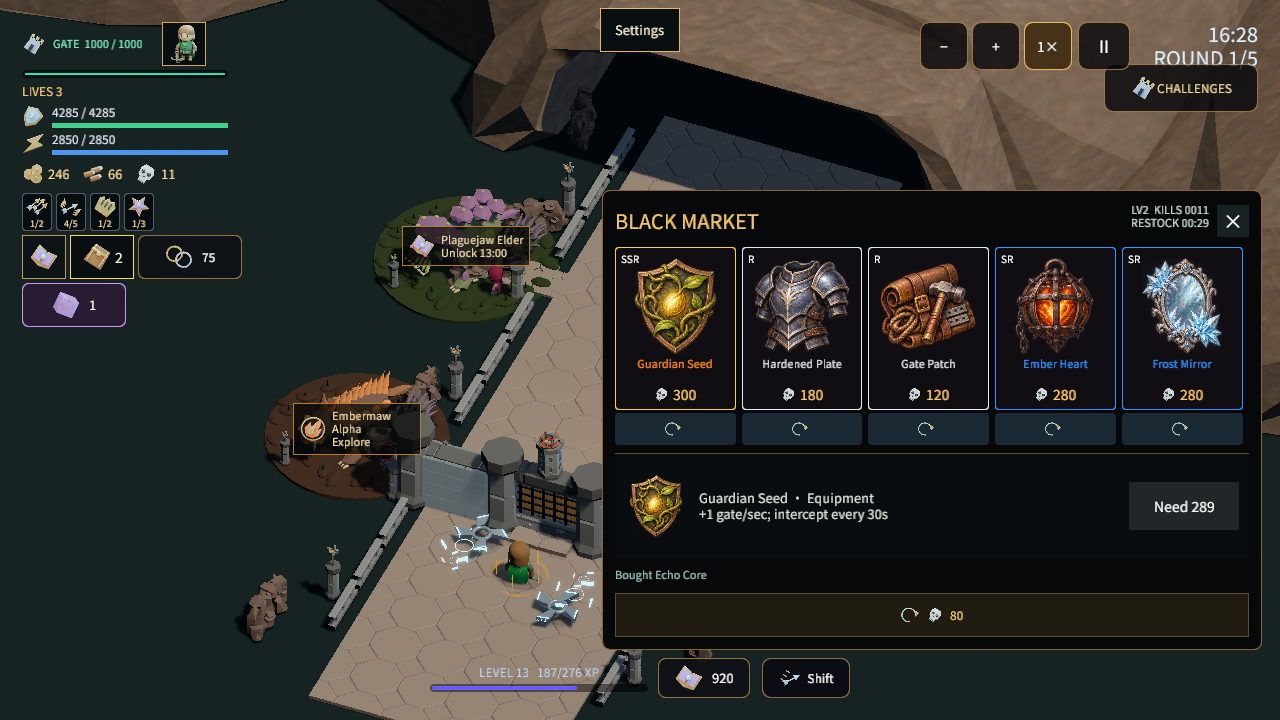 GATE 1000 / 1000
Settings
−
+
1×
16:28
ROUND 1/5
CHALLENGES
LIVES 3
4285 / 4285
2850 / 2850
246
66
11
1/2
4/5
1/2
1/3
2
75
1
Plaguejaw Elder
Unlock 13:00
Embermaw
Alpha
Explore
BLACK MARKET
LV2 KILLS 0011
RESTOCK 00:29
SSR
Guardian Seed
300
R
Hardened Plate
180
R
Gate Patch
120
SR
Ember Heart
280
SR
Frost Mirror
280
Guardian Seed • Equipment
+1 gate/sec; intercept every 30s
Need 289
Bought Echo Core
80
LEVEL 13 187/276 XP
920
Shift